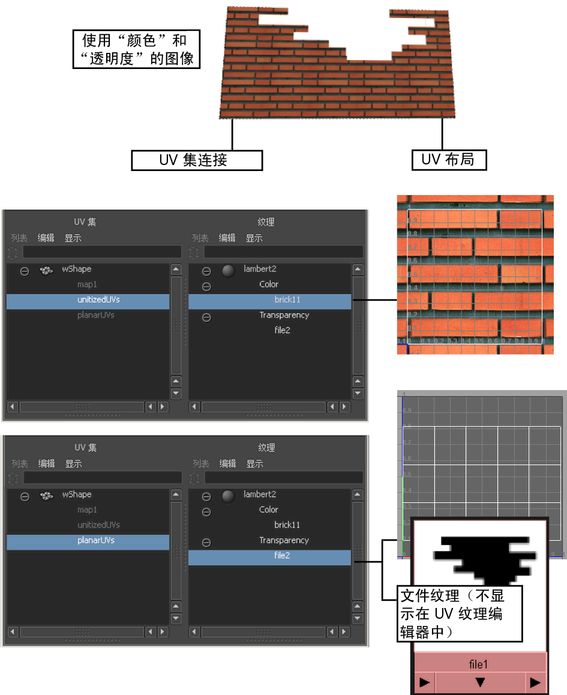 使用“颜色”和
“透明度”的图像
UV 集连接
UV 布局
UV 集
纹理
列表 编辑 显示
列表 编辑 显示
wShape
map1
unitizedUVs
planarUVs
lambert2
Color
brick11
Transparency
file2
UV 集
纹理
列表 编辑 显示
列表 编辑 显示
wShape
map1
unitizedUVs
planarUVs
lambert2
Color
brick11
Transparency
file2
文件纹理（不显
示在 UV 纹理编
辑器中）
file1